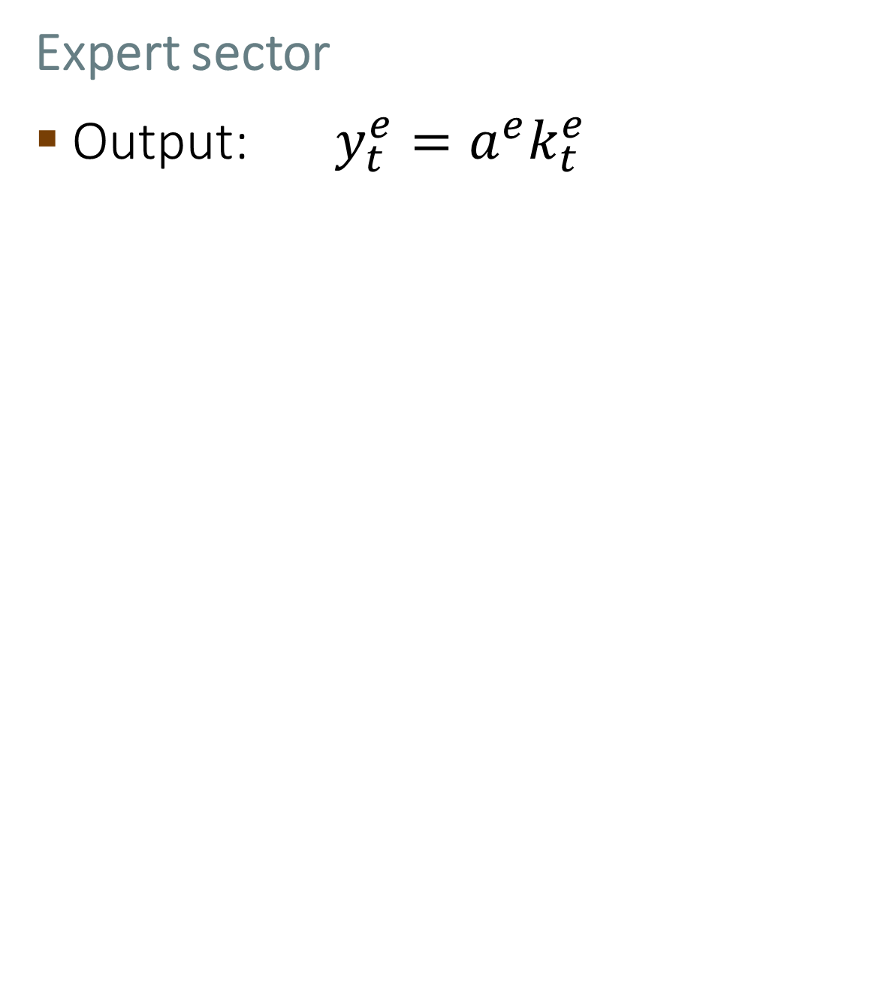 Expert sector
▪ Output: $y_t^e = a^e k_t^e$